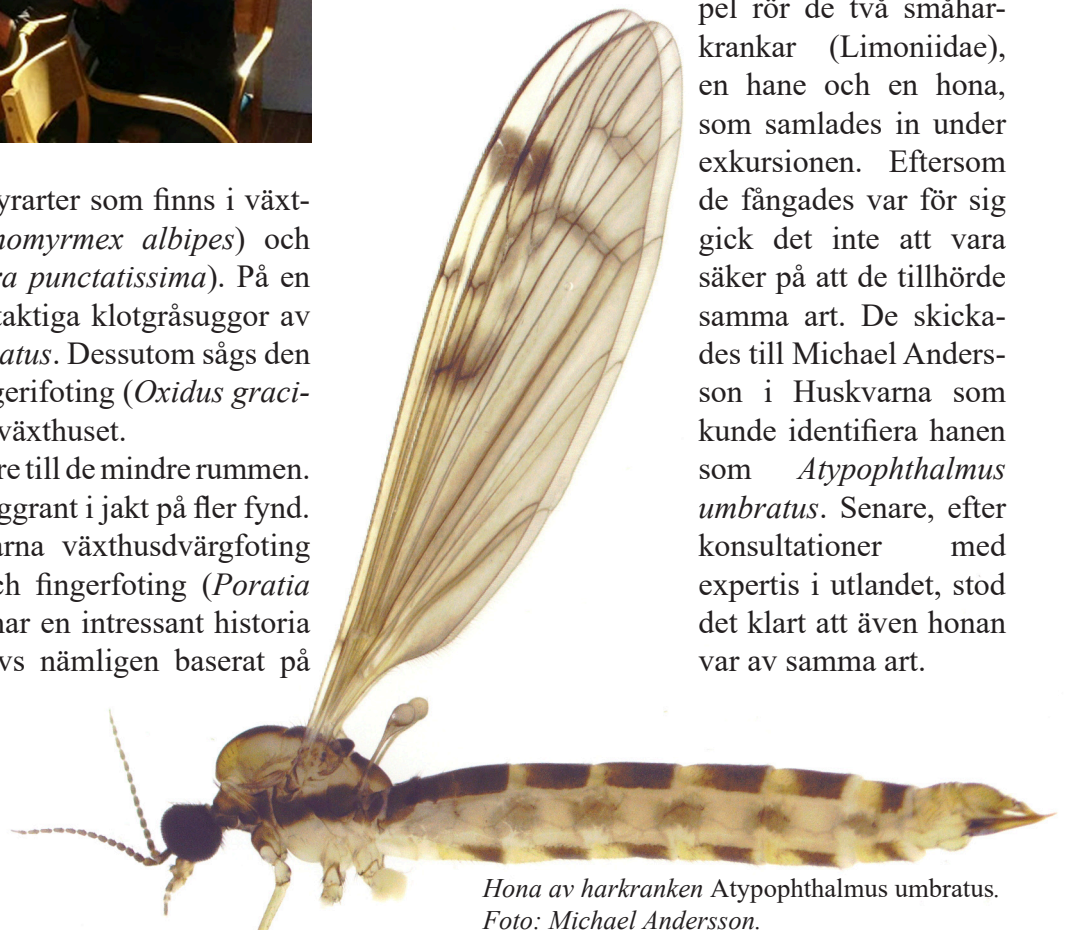 yrarter som finns i växt-
nomyrmex albipes) och
ra punctatissima). På en
taktiga klotgråsuggor av
atus. Dessutom sågs den
gerifoting (Oxidus graci-
växthuset.
re till de mindre rummen.
ggrant i jakt på fler fynd.
arna växthusdvärgfoting
ch fingerfoting (Poratia
nar en intressant historia
vs nämligen baserat på
pel rör de två småhar-
krankar (Limoniidae),
en hane och en hona,
som samlades in under
exkursionen. Eftersom
de fångades var för sig
gick det inte att vara
säker på att de tillhörde
samma art. De skicka-
des till Michael Anders-
son i Huskvarna som
kunde identifiera hanen
som Atypophthalmus
umbratus. Senare, efter
konsultationer med
expertis i utlandet, stod
det klart att även honan
var av samma art.
Hona av harkranken Atypophthalmus umbratus.
Foto: Michael Andersson.